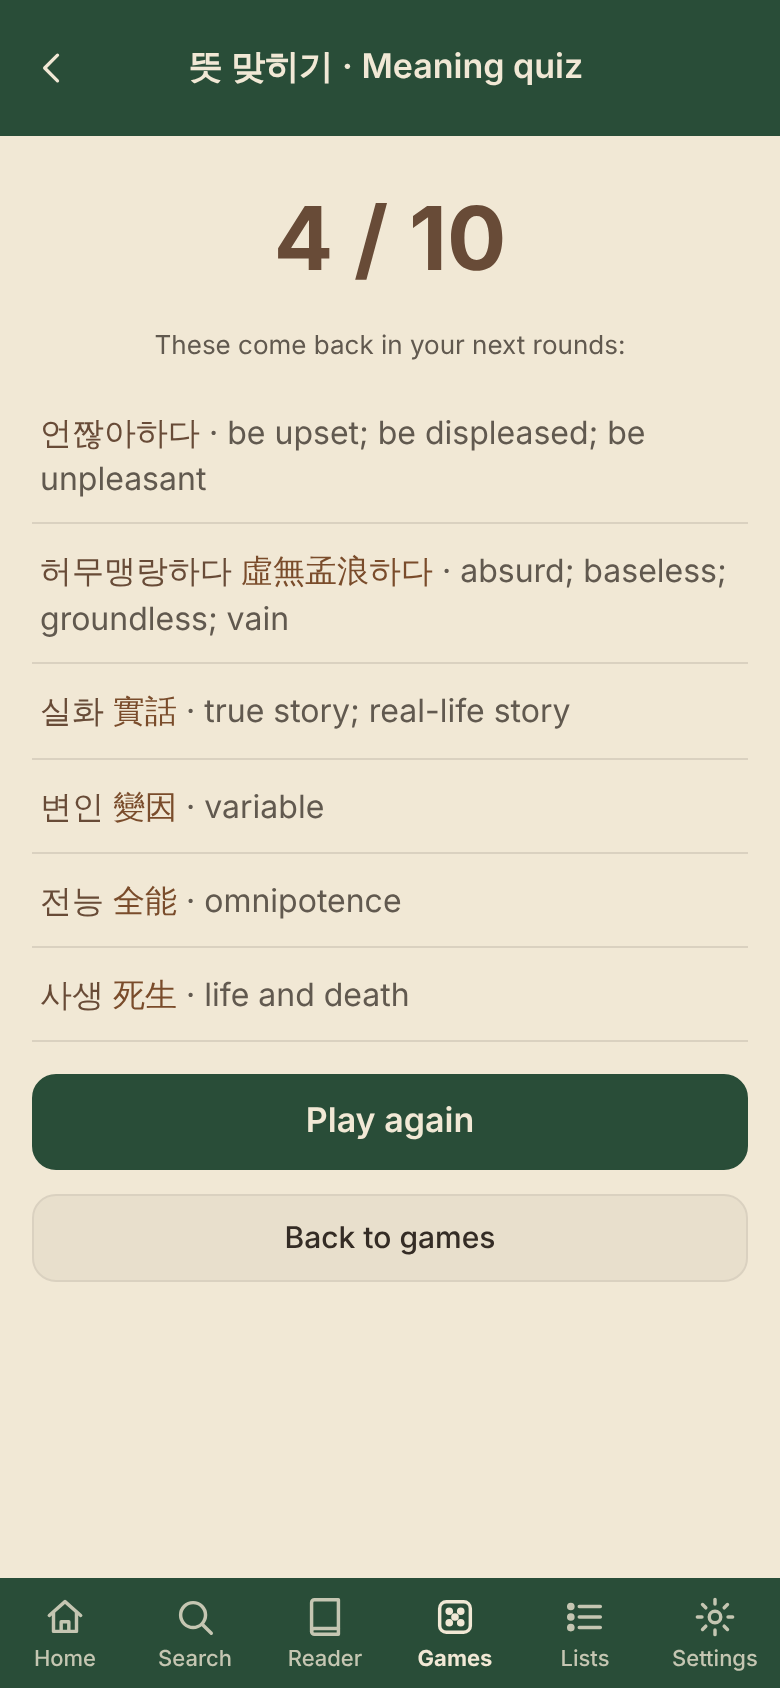 뜻 맞히기 · Meaning quiz
4 / 10
These come back in your next rounds:
언짢아하다 · be upset; be displeased; be
unpleasant
허무맹랑하다 虛無孟浪하다 · absurd; baseless;
groundless; vain
실화 實話 · true story; real-life story
변인 變因 · variable
전능 全能 · omnipotence
사생 死生 · life and death
Play again
Back to games
Home Search Reader Games Lists Settings